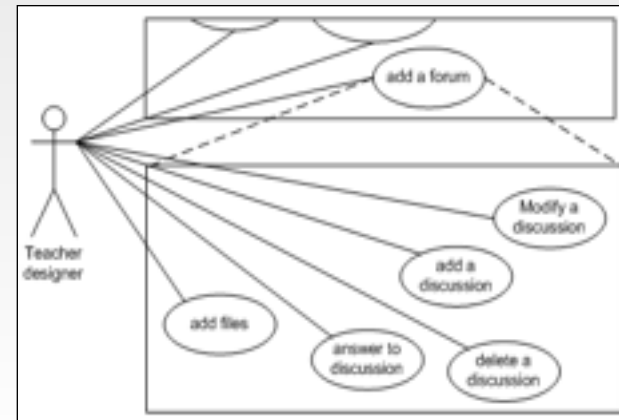 add a forum
Modify a
discussion
Teacher
designer
add a
discussion
add files
answer to
discussion
delete a
discussion